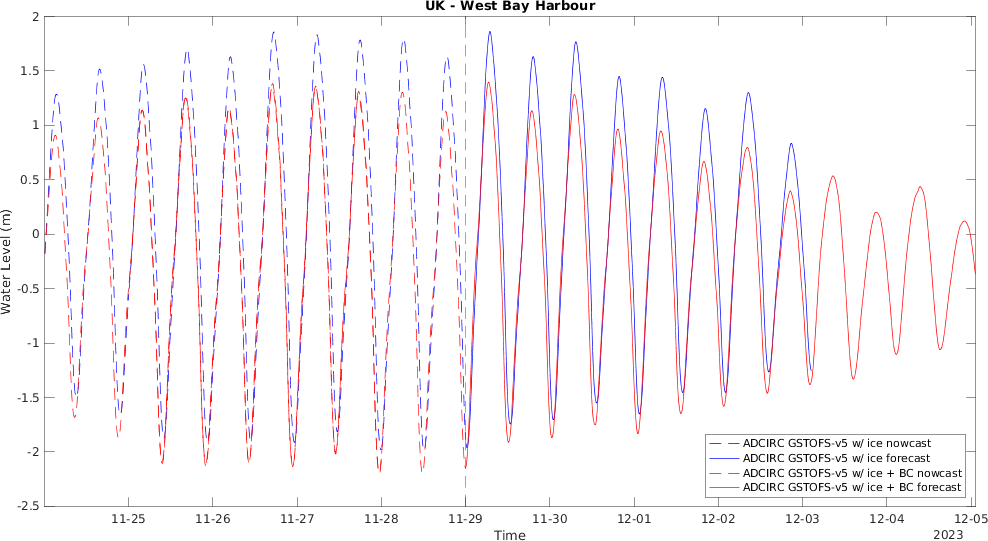 UK - West Bay Harbour
2
1.5
1
0.5
0
-0.5
-1
-1.5
-2
-2.5
Water Level (m)
11-25 11-26 11-27 11-28 11-29 11-30 12-01 12-02 12-03 12-04 12-05
Time
2023
ADCIRC GSTOFS-v5 w/ ice nowcast
ADCIRC GSTOFS-v5 w/ ice forecast
ADCIRC GSTOFS-v5 w/ ice + BC nowcast
ADCIRC GSTOFS-v5 w/ ice + BC forecast